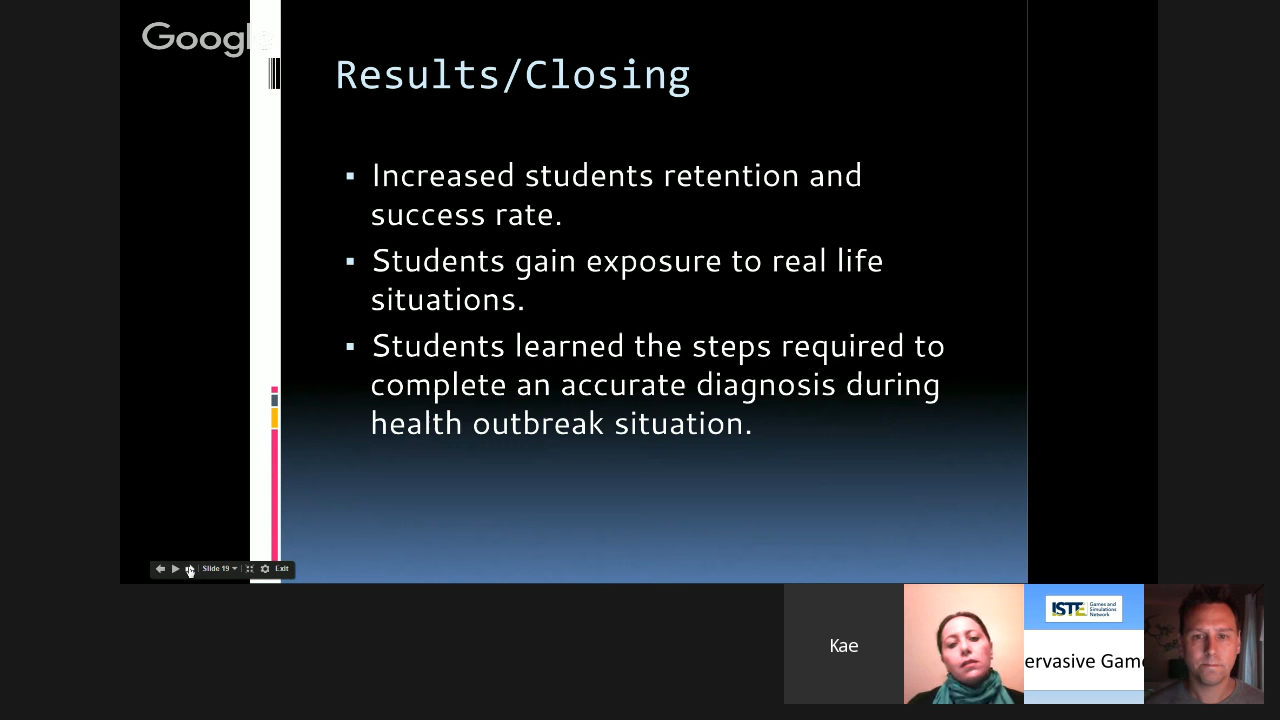 Google
Results/Closing
▪ Increased students retention and
success rate.
▪ Students gain exposure to real life
situations.
▪ Students learned the steps required to
complete an accurate diagnosis during
health outbreak situation.
Slide 19
Exit
Kae
ISTE
Games and
Simulations
Network
ervasive Game